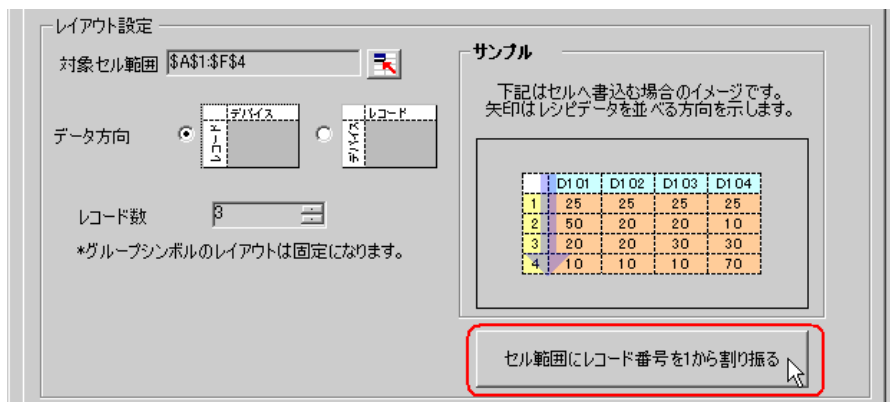 レイアウト設定
対象セル範囲 $A$1:$F$4
データ方向
デバイス
レコード
レコード
デバイス
レコード数 3
*グループシンボルのレイアウトは固定になります。
サンプル
下記はセルへ書込む場合のイメージです。
矢印はレシピデータを並べる方向を示します。
D101 D102 D103 D104
1 25 25 25 25
2 50 20 20 10
3 20 20 30 30
4 10 10 10 70
セル範囲にレコード番号を1から割り振る